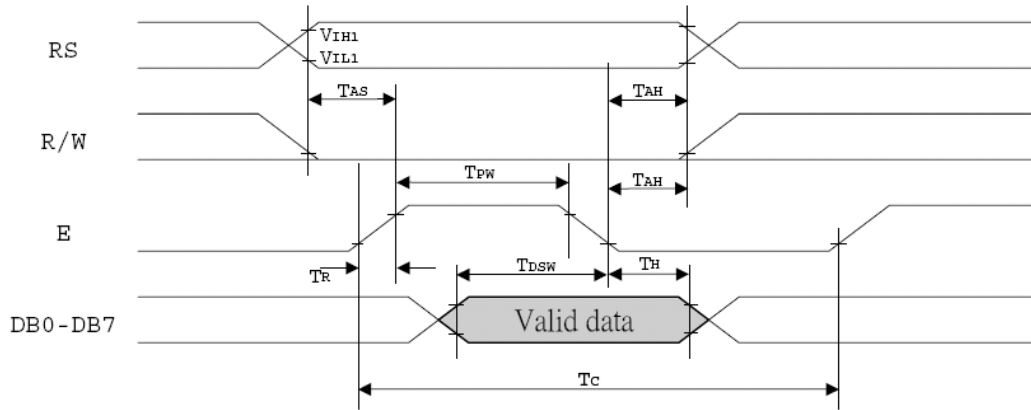 RS
VIH1
VIL1
TAS
TAH
R/W
TPW
TAH
E
TR
TDSW
TH
DB0-DB7
Valid data
TC